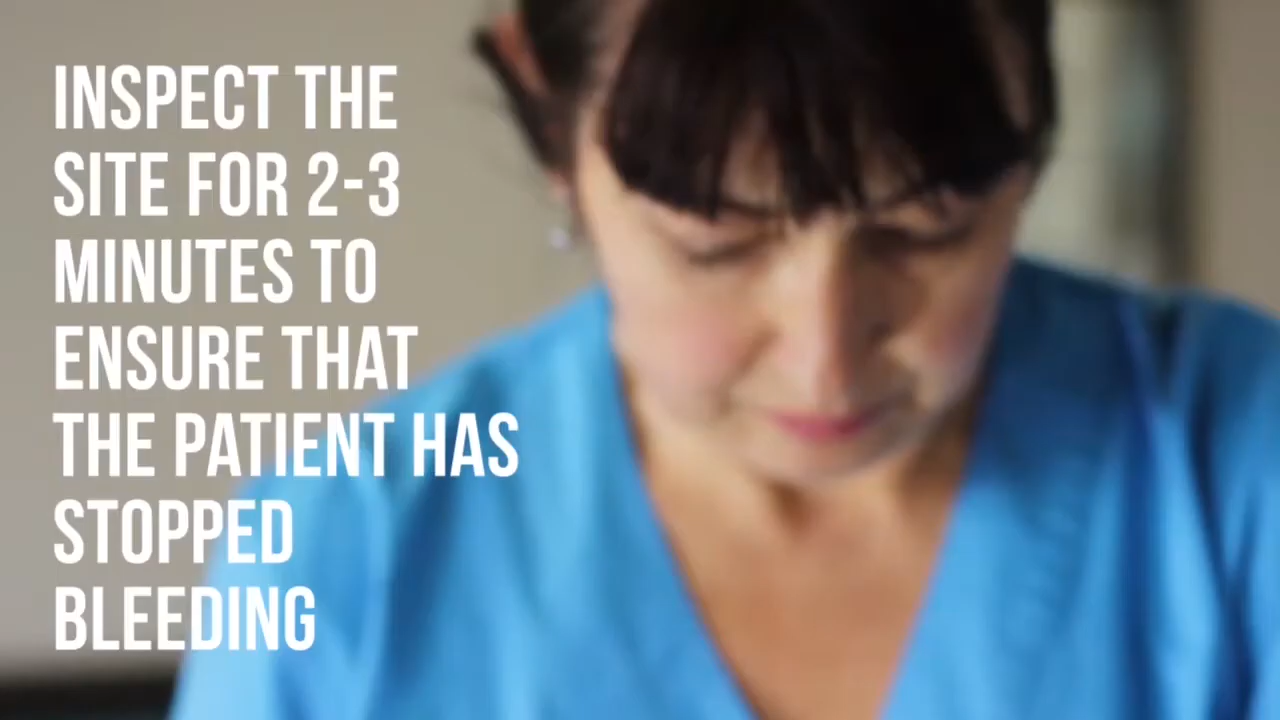 INSPECT THE
SITE FOR 2-3
MINUTES TO
ENSURE THAT
THE PATIENT HAS
STOPPED
BLEEDING